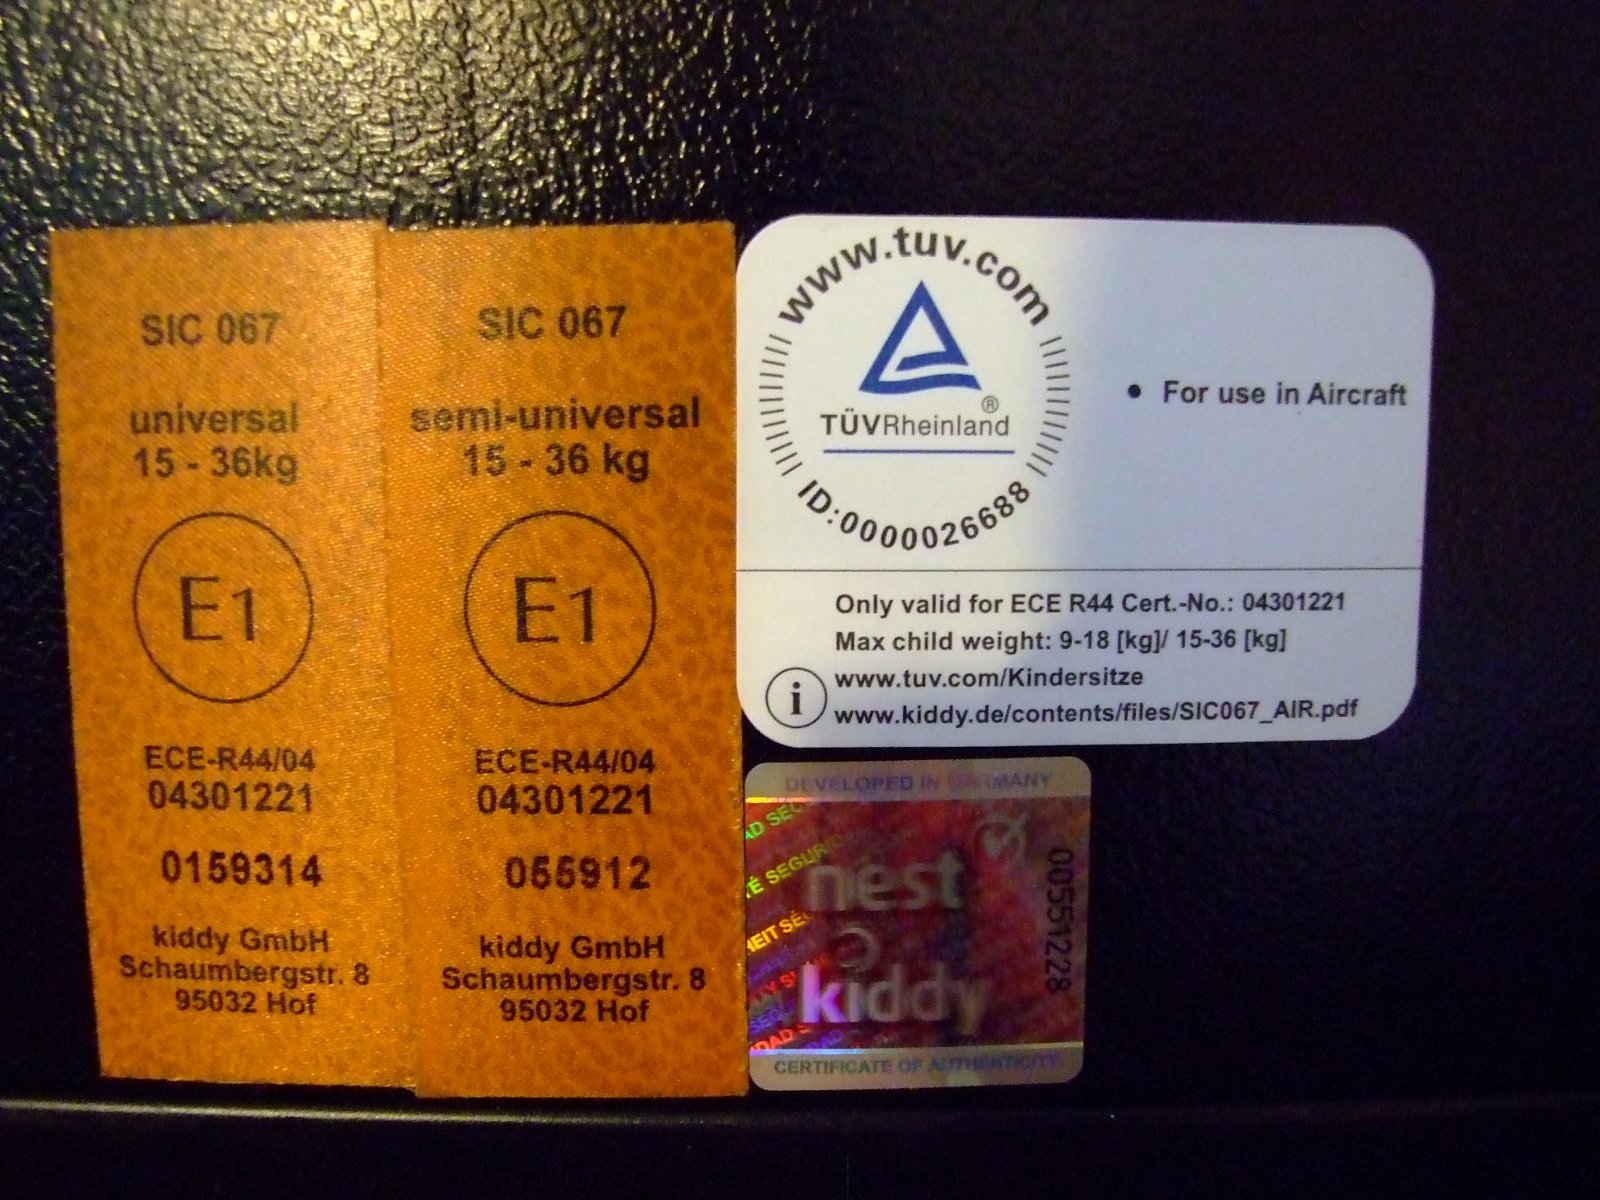 SIC 067
universal
15 - 36kg
E1
ECE-R44/04
04301221
0159314
kiddy GmbH
Schaumbergstr. 8
95032 Hof
SIC 067
semi-universal
15 - 36 kg
E1
ECE-R44/04
04301221
055912
kiddy GmbH
Schaumbergstr. 8
95032 Hof
www.tuv.com
TÜVRheinland®
ID:0000026688
• For use in Aircraft
Only valid for ECE R44 Cert.-No.: 04301221
Max child weight: 9-18 [kg]/ 15-36 [kg]
www.tuv.com/Kindersitze
i www.kiddy.de/contents/files/SIC067_AIR.pdf
DEVELOPED IN GERMANY
nest
kiddy
00551228
CERTIFICATE OF AUTHENTICITY